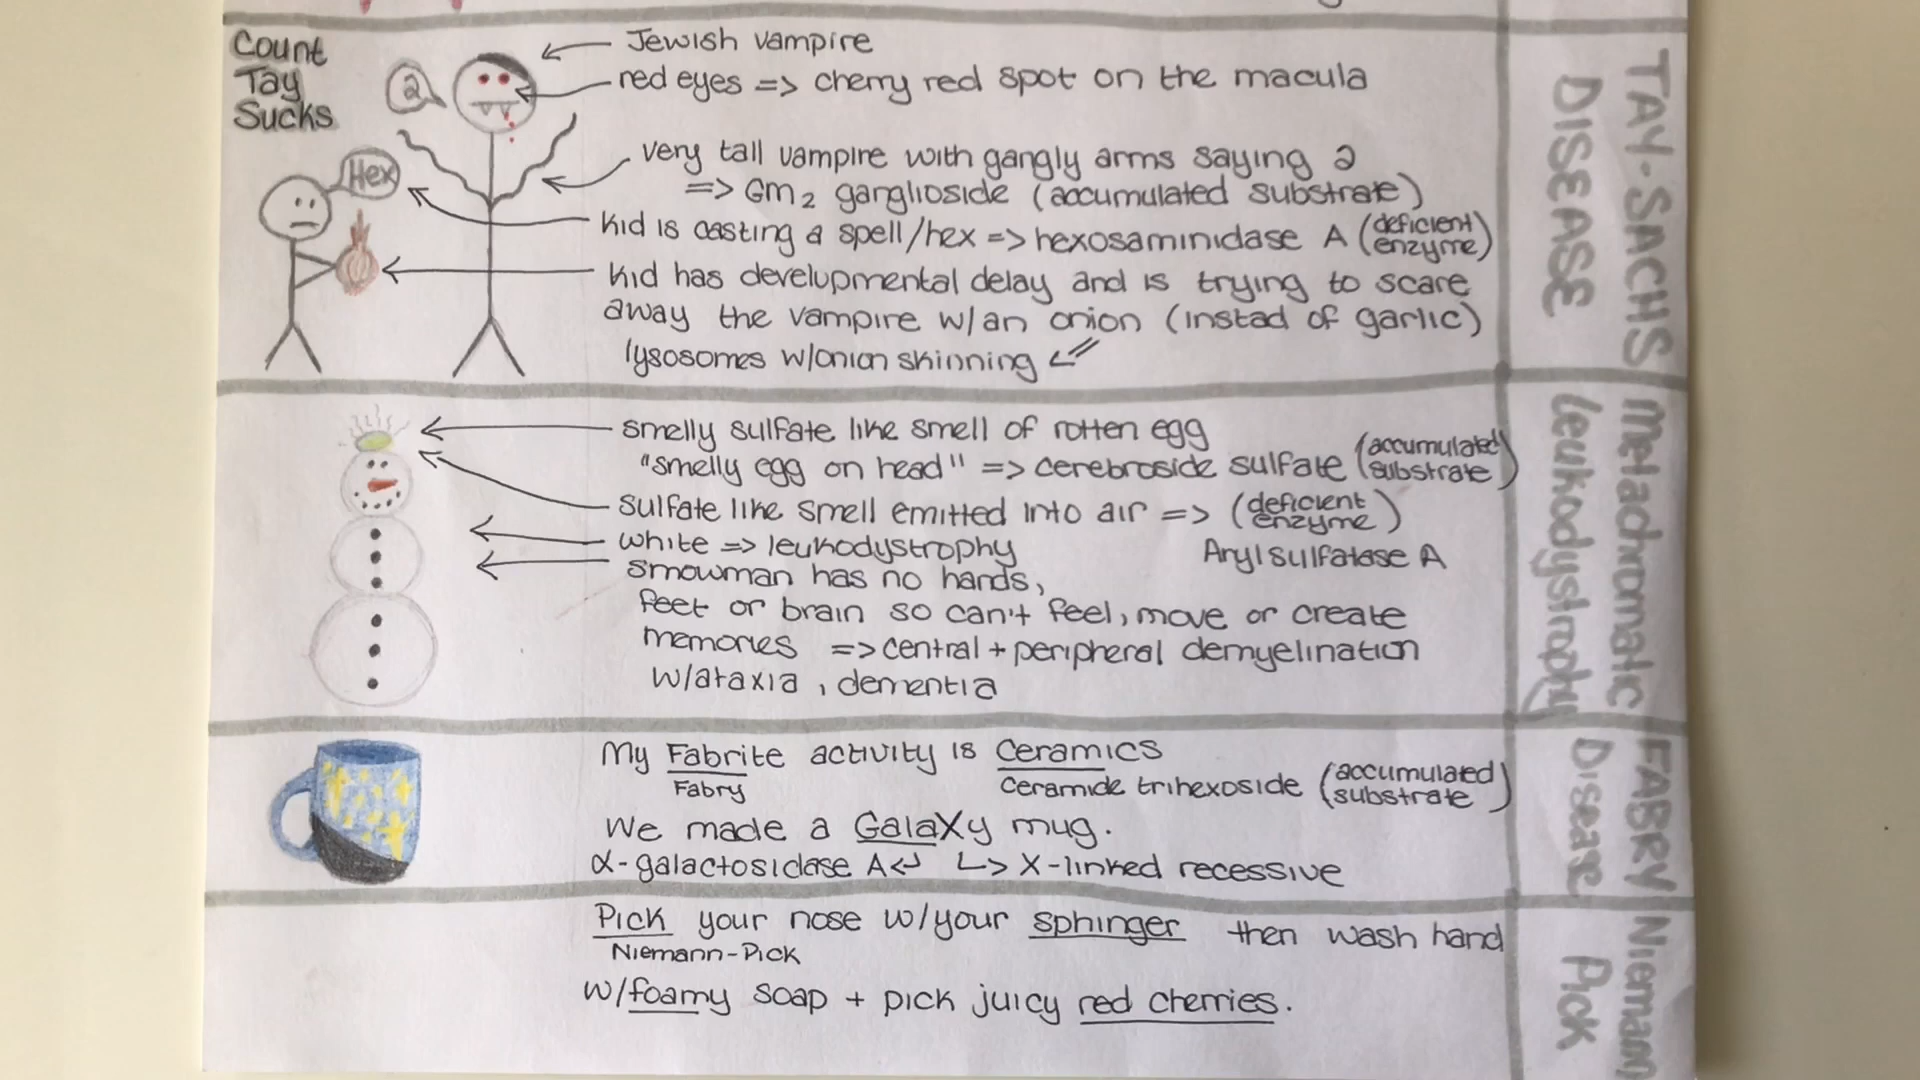 Count
Tay
Sucks
2
Hex
Jewish vampire
red eyes => cherry red spot on the macula
very tall vampire with gangly arms saying 2
=> GM2 ganglioside (accumulated substrate)
kid is casting a spell/hex => hexosaminidase A (deficient enzyme)
kid has develupmental delay and is trying to scare
away the vampire w/an onion (instad of garlic)
lysosomes w/onion skinning
TAY-SACHS
DISEASE
smelly sulfate like smell of rotten egg
"smelly egg on head" => cerebroside sulfate (accumulated substrate)
sulfate like smell emitted into air => (deficient enzyme)
white => leukodystrophy
Arylsulfatase A
smowman has no hands,
feet or brain so can't feel, move or create
memories => central + peripheral demyelination
w/ataxia, dementia
Metachromatic
leukodystrophy
My Fabrite activity is Ceramics
Fabry
Ceramide trihexoside (accumulated substrate)
We made a GalaXy mug.
α-galactosidase A↵ ↳ X-linked recessive
FABRY
Disease
Pick your nose w/your sphinger then wash hand
Niemann-Pick
w/foamy soap + pick juicy red cherries.
Niemann
Pick